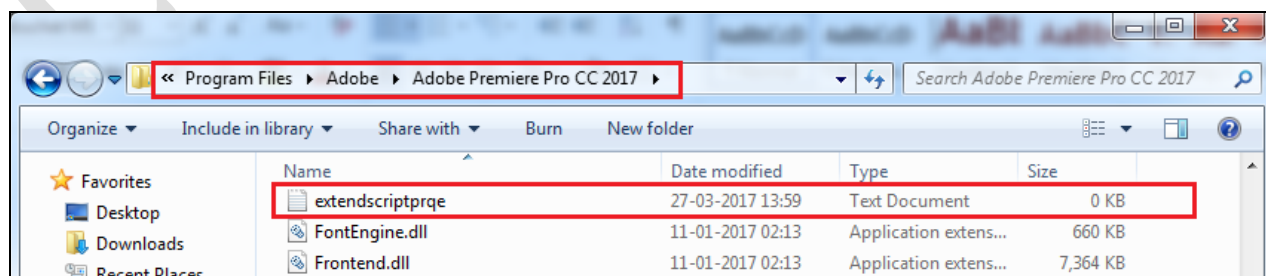 « Program Files ▸ Adobe ▸ Adobe Premiere Pro CC 2017 ▸ Search Adobe Premiere Pro CC 2017
Organize Include in library Share with Burn New folder
Name Date modified Type Size
Favorites
extendscriptprqe 27-03-2017 13:59 Text Document 0 KB
Desktop
FontEngine.dll 11-01-2017 02:13 Application extens... 660 KB
Downloads
Frontend.dll 11-01-2017 02:13 Application extens... 7,364 KB
Recent Places